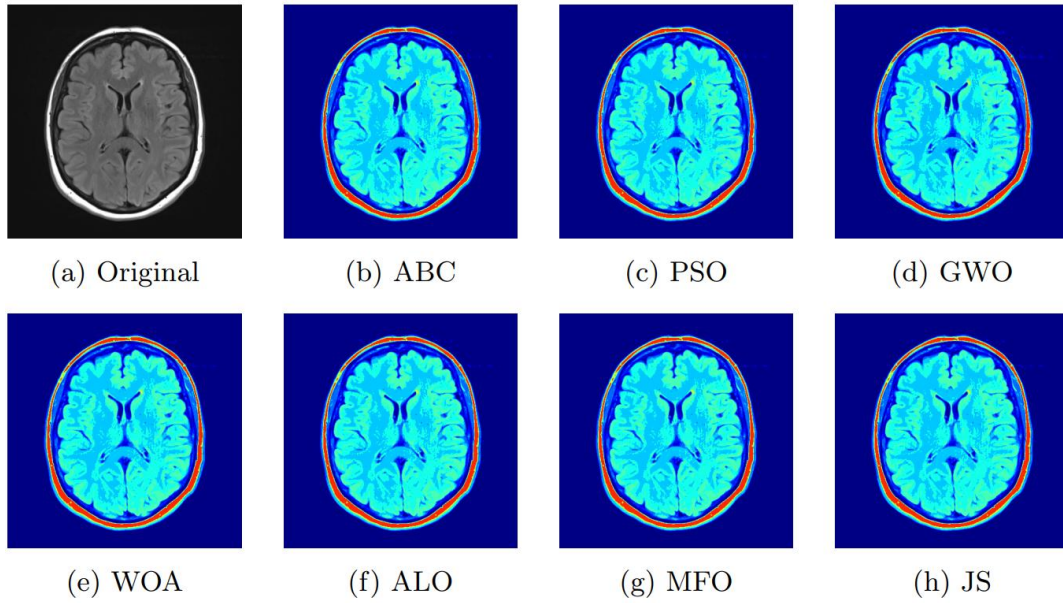 (a) Original
(b) ABC
(c) PSO
(d) GWO
(e) WOA
(f) ALO
(g) MFO
(h) JS